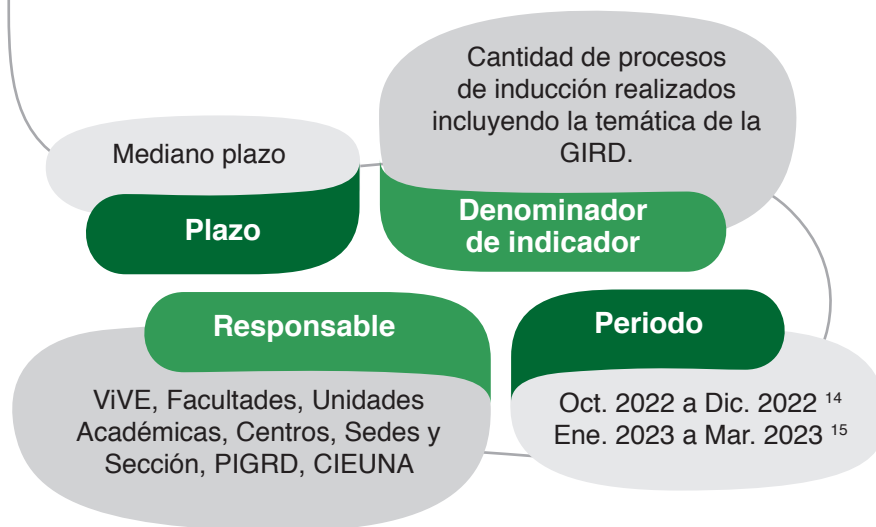 Mediano plazo
Plazo
Cantidad de procesos
de inducción realizados
incluyendo la temática de la
GIRD.
Denominador
de indicador
Responsable
ViVE, Facultades, Unidades
Académicas, Centros, Sedes y
Sección, PIGRD, CIEUNA
Periodo
Oct. 2022 a Dic. 2022 ¹⁴
Ene. 2023 a Mar. 2023 ¹⁵